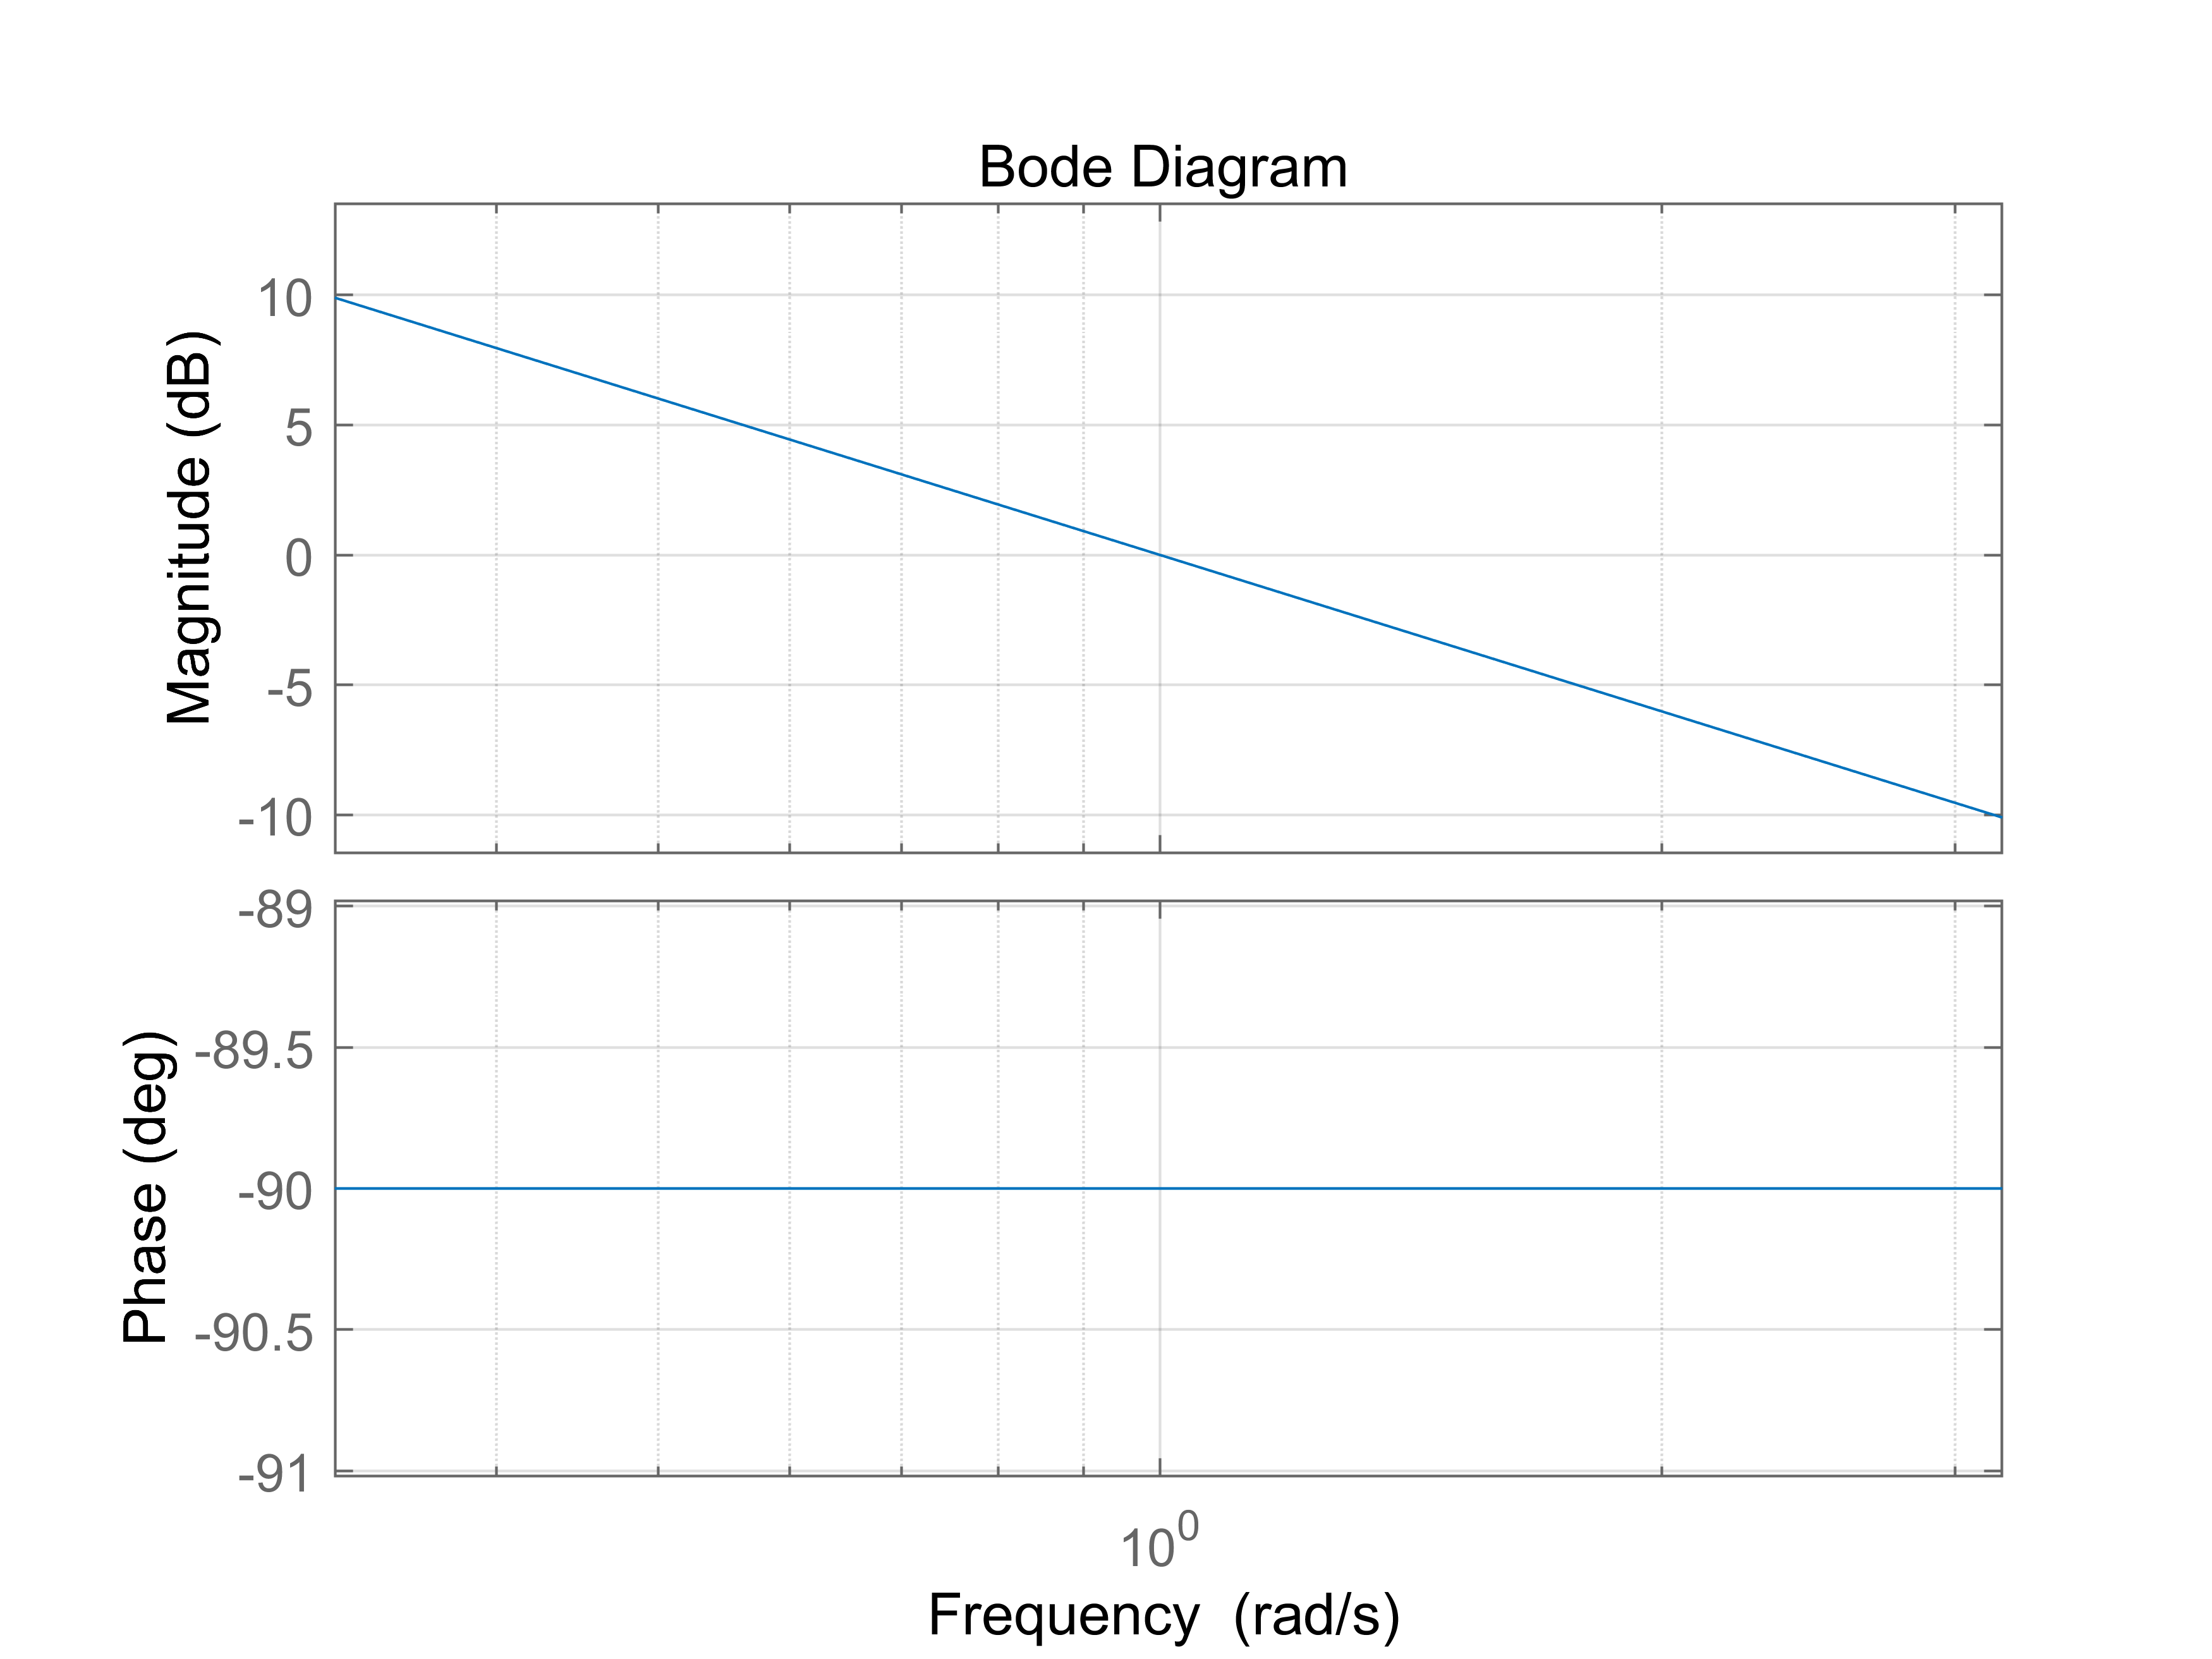 Bode Diagram
Magnitude (dB)
10
5
0
-5
-10
Phase (deg)
-89
-89.5
-90
-90.5
-91
10^0
Frequency (rad/s)